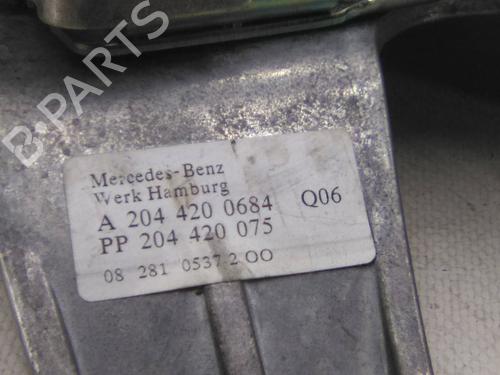 B-PARTS
Mercedes-Benz
Werk Hamburg
A 204 420 0684 Q06
PP 204 420 075
08 281 0537 2 00